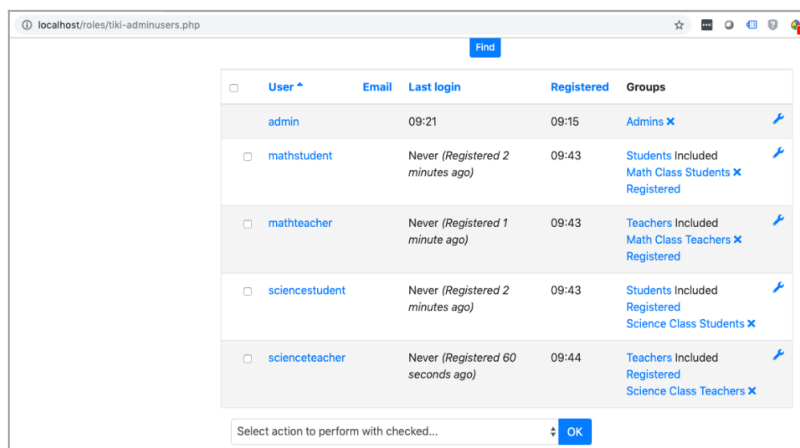 localhost/roles/tiki-adminusers.php
Find
User Email Last login Registered Groups
admin 09:21 09:15 Admins
mathstudent Never (Registered 2 09:43 Students Included
minutes ago) Math Class Students
Registered
mathteacher Never (Registered 1 09:43 Teachers Included
minute ago) Math Class Teachers
Registered
sciencestudent Never (Registered 2 09:43 Students Included
minutes ago) Registered
Science Class Students
scienceteacher Never (Registered 60 09:44 Teachers Included
seconds ago) Registered
Science Class Teachers
Select action to perform with checked... OK